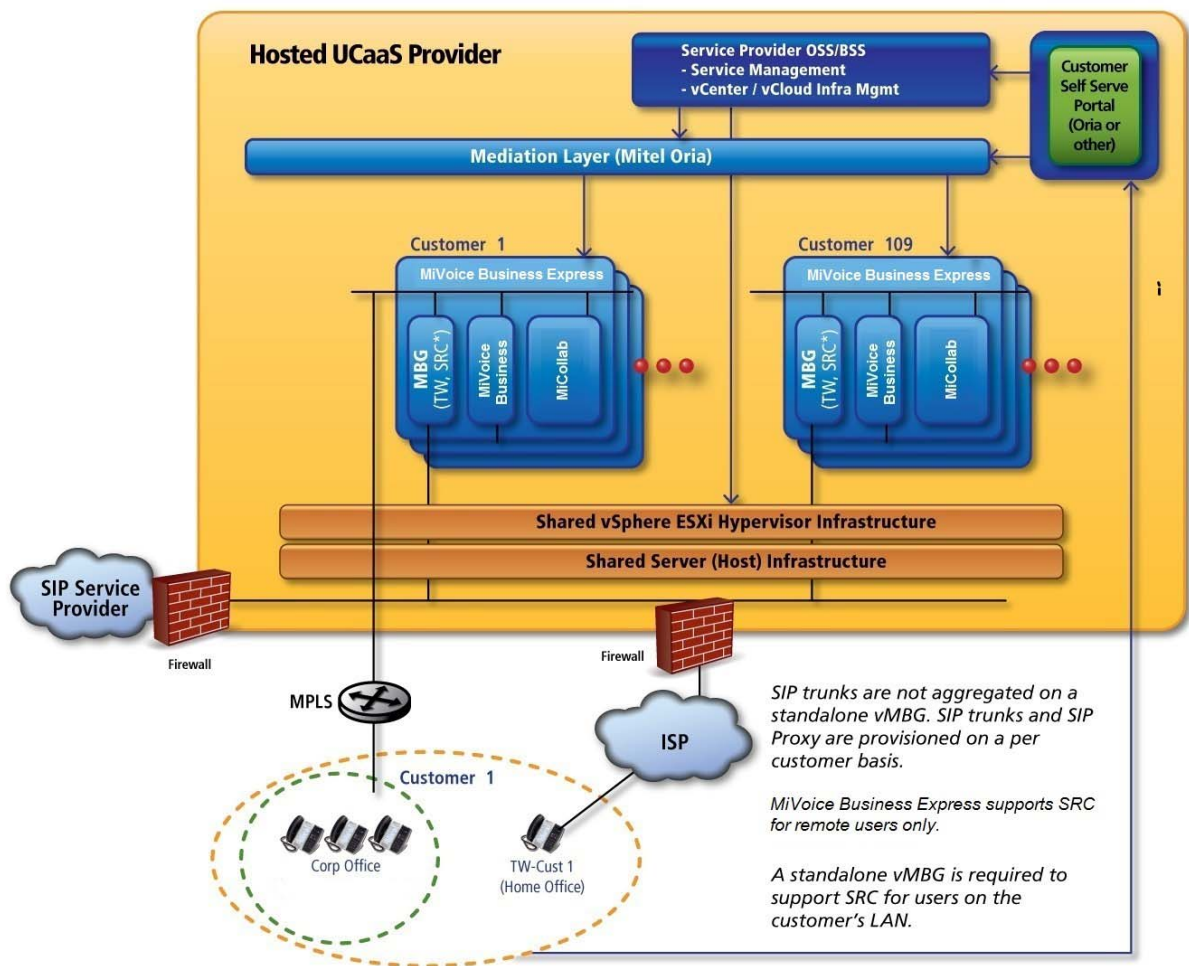 Hosted UCaaS Provider
Service Provider OSS/BSS
- Service Management
- vCenter / vCloud Infra Mgmt
Customer
Self Serve
Portal
(Oria or
other)
Mediation Layer (Mitel Oria)
Customer 1
MiVoice Business Express
MBG
(TW, SRC*)
MiVoice
Business
MiCollab
Customer 109
MiVoice Business Express
MBG
(TW, SRC*)
MiVoice
Business
MiCollab
Shared vSphere ESXi Hypervisor Infrastructure
Shared Server (Host) Infrastructure
SIP Service
Provider
Firewall
Firewall
MPLS
ISP
Customer 1
Corp Office
TW-Cust 1
(Home Office)
SIP trunks are not aggregated on a
standalone vMBG. SIP trunks and SIP
Proxy are provisioned on a per
customer basis.
MiVoice Business Express supports SRC
for remote users only.
A standalone vMBG is required to
support SRC for users on the
customer's LAN.